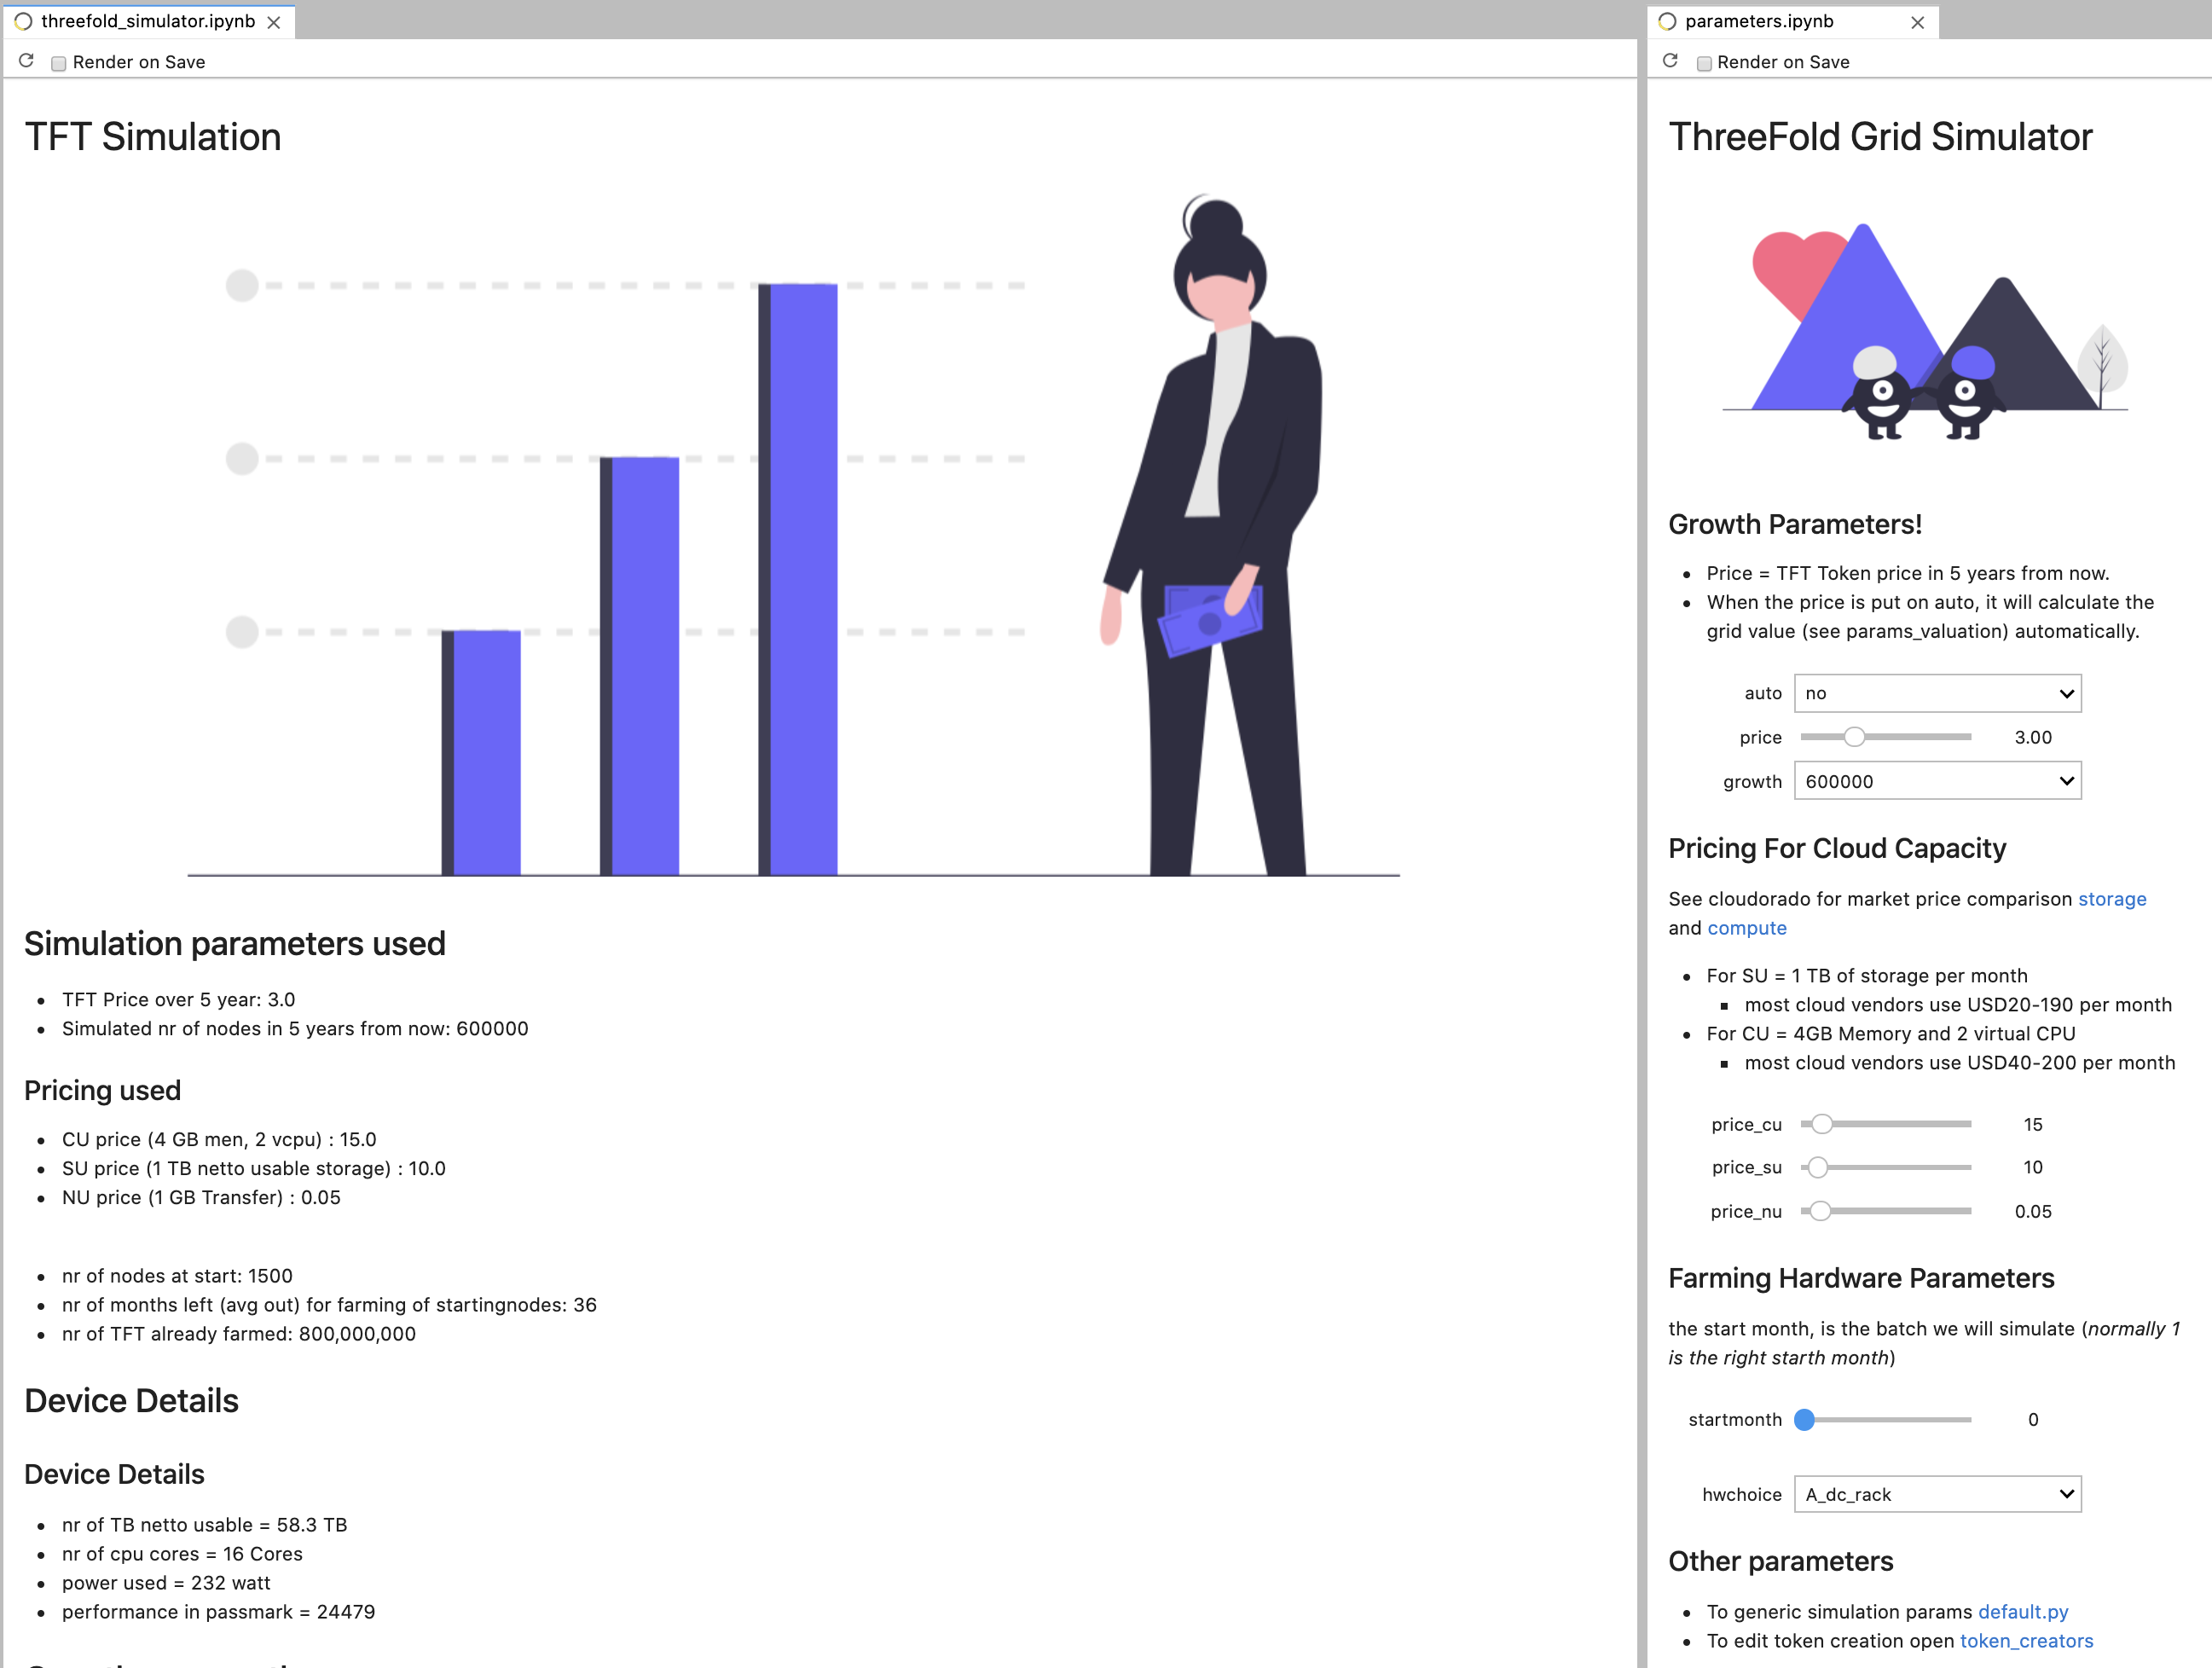 threefold_simulator.ipynb
Render on Save
TFT Simulation
Simulation parameters used
TFT Price over 5 year: 3.0
Simulated nr of nodes in 5 years from now: 600000
Pricing used
CU price (4 GB men, 2 vcpu) : 15.0
SU price (1 TB netto usable storage) : 10.0
NU price (1 GB Transfer) : 0.05
nr of nodes at start: 1500
nr of months left (avg out) for farming of startingnodes: 36
nr of TFT already farmed: 800,000,000
Device Details
Device Details
nr of TB netto usable = 58.3 TB
nr of cpu cores = 16 Cores
power used = 232 watt
performance in passmark = 24479
parameters.ipynb
Render on Save
ThreeFold Grid Simulator
Growth Parameters!
Price = TFT Token price in 5 years from now.
When the price is put on auto, it will calculate the
grid value (see params_valuation) automatically.
auto no
price 3.00
growth 600000
Pricing For Cloud Capacity
See cloudorado for market price comparison storage
and compute
For SU = 1 TB of storage per month
most cloud vendors use USD20-190 per month
For CU = 4GB Memory and 2 virtual CPU
most cloud vendors use USD40-200 per month
price_cu 15
price_su 10
price_nu 0.05
Farming Hardware Parameters
the start month, is the batch we will simulate (normally 1
is the right starth month)
startmonth 0
hwchoice A_dc_rack
Other parameters
To generic simulation params default.py
To edit token creation open token_creators